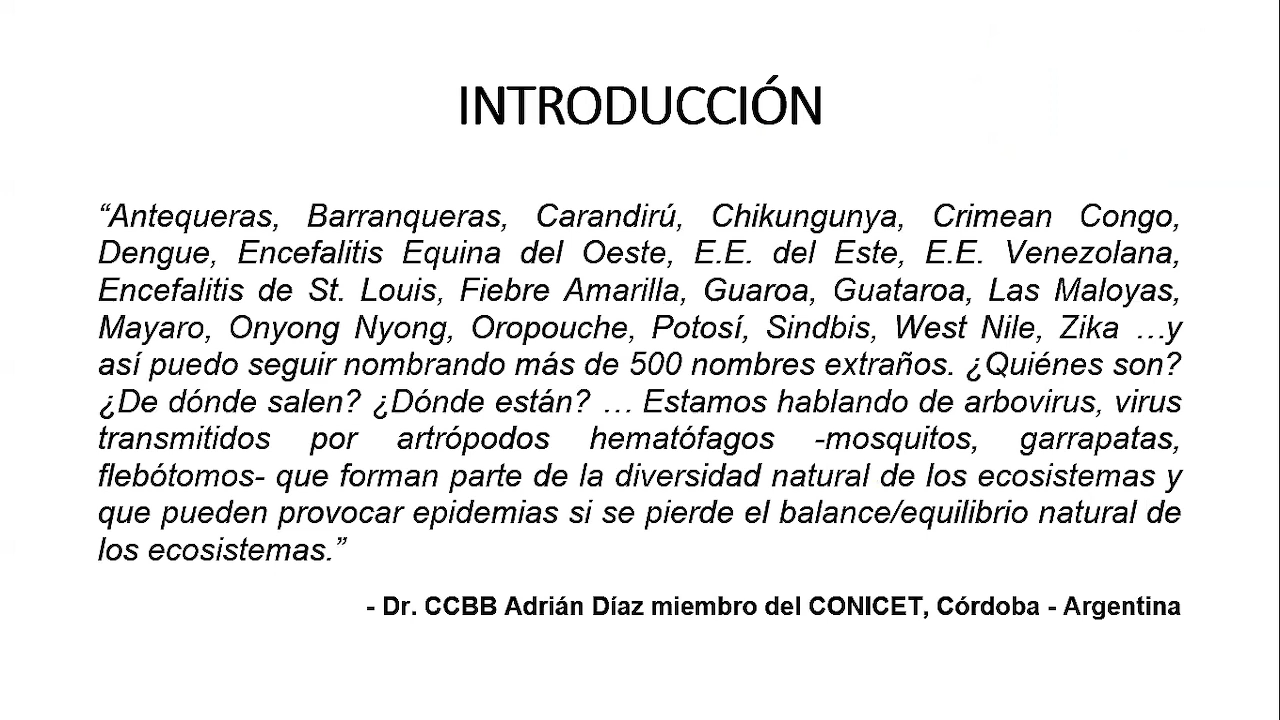 INTRODUCCIÓN
“Antequeras, Barranqueras, Carandirú, Chikungunya, Crimean Congo,
Dengue, Encefalitis Equina del Oeste, E.E. del Este, E.E. Venezolana,
Encefalitis de St. Louis, Fiebre Amarilla, Guaroa, Guataroa, Las Maloyas,
Mayaro, Onyong Nyong, Oropouche, Potosí, Sindbis, West Nile, Zika …y
así puedo seguir nombrando más de 500 nombres extraños. ¿Quiénes son?
¿De dónde salen? ¿Dónde están? … Estamos hablando de arbovirus, virus
transmitidos por artrópodos hematófagos -mosquitos, garrapatas,
flebótomos- que forman parte de la diversidad natural de los ecosistemas y
que pueden provocar epidemias si se pierde el balance/equilibrio natural de
los ecosistemas.”
- Dr. CCBB Adrián Díaz miembro del CONICET, Córdoba - Argentina